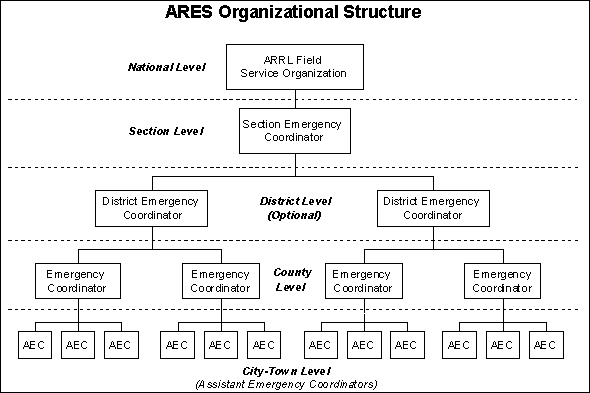 ARES Organizational Structure
National Level
ARRL Field
Service Organization
Section Level
Section Emergency
Coordinator
District Emergency
Coordinator
District Level
(Optional)
District Emergency
Coordinator
Emergency
Coordinator
Emergency
Coordinator
County
Level
Emergency
Coordinator
Emergency
Coordinator
AEC
AEC
AEC
AEC
AEC
AEC
AEC
AEC
AEC
AEC
AEC
AEC
City-Town Level
(Assistant Emergency Coordinators)